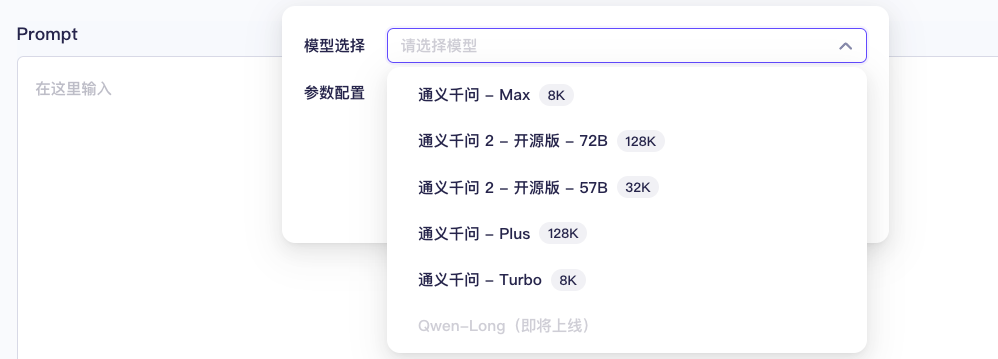 Prompt
在这里输入
模型选择
请选择模型
参数配置
通义千问 – Max 8K
通义千问 2 – 开源版 – 72B 128K
通义千问 2 – 开源版 – 57B 32K
通义千问 – Plus 128K
通义千问 – Turbo 8K
Qwen-Long（即将上线）